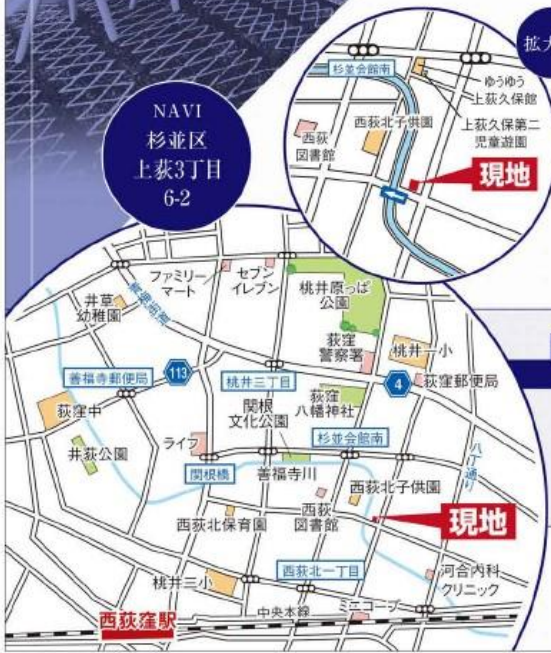 拡大
杉並会館南
ゆうゆう
上荻久保館
西荻北子供園
上荻久保第二
児童遊園
西荻
図書館
現地
NAVI
杉並区
上荻3丁目
6-2
ファミリー
マート
セブン
イレブン
桃井原っぱ
公園
井草
幼稚園
青梅街道
荻窪
警察署
桃井一小
善福寺郵便局
113
桃井三丁目
4
荻窪郵便局
荻窪中
関根
文化公園
荻窪
八幡神社
杉並会館南
八丁通り
井荻公園
ライフ
関根橋
善福寺川
西荻北子供園
西荻北保育園
西荻
図書館
現地
桃井三小
西荻北一丁目
河合内科
クリニック
中央本線
ミニコープ
西荻窪駅